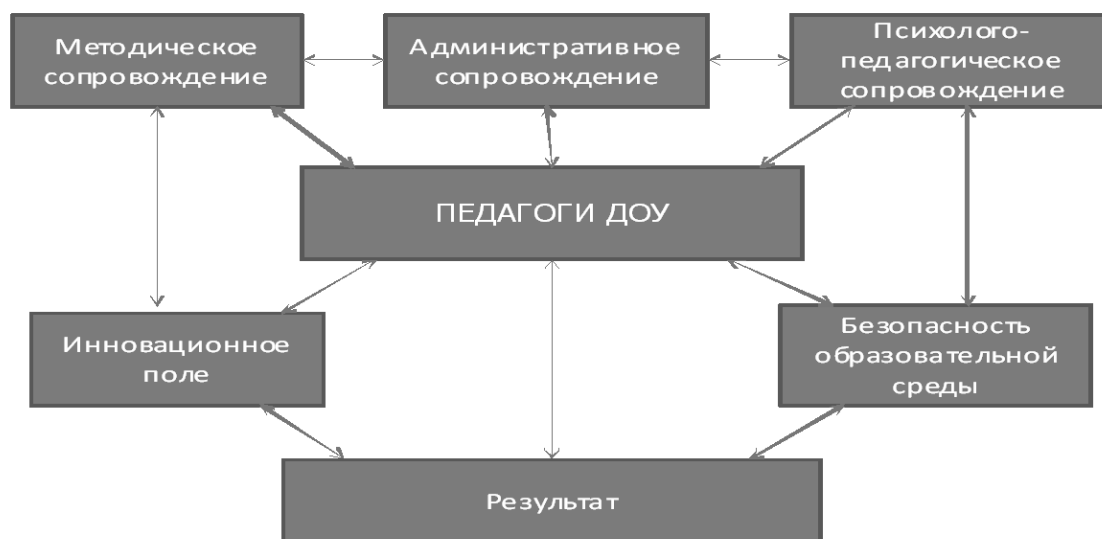 Методическое
сопровождение
Административное
сопровождение
Психолого-
педагогическое
сопровождение
ПЕДАГОГИ ДОУ
Инновационное
поле
Безопасность
образовательной
среды
Результат